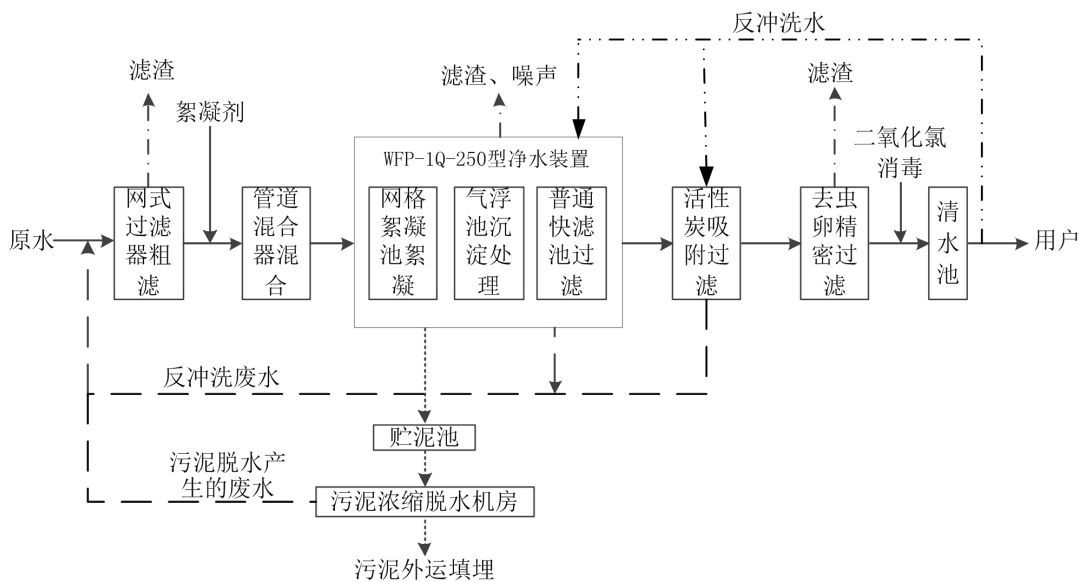 反冲洗水
滤渣
滤渣、噪声
滤渣
絮凝剂
二氧化氯
消毒
WFP-1Q-250型净水装置
原水
网式
过滤
器粗
滤
管道
混合
器混
合
网格
絮凝
池絮
凝
气浮
池沉
淀处
理
普通
快滤
池过
滤
活性
炭吸
附过
滤
去虫
卵精
密过
滤
清
水
池
用户
反冲洗废水
贮泥池
污泥脱水产
生的废水
污泥浓缩脱水机房
污泥外运填埋